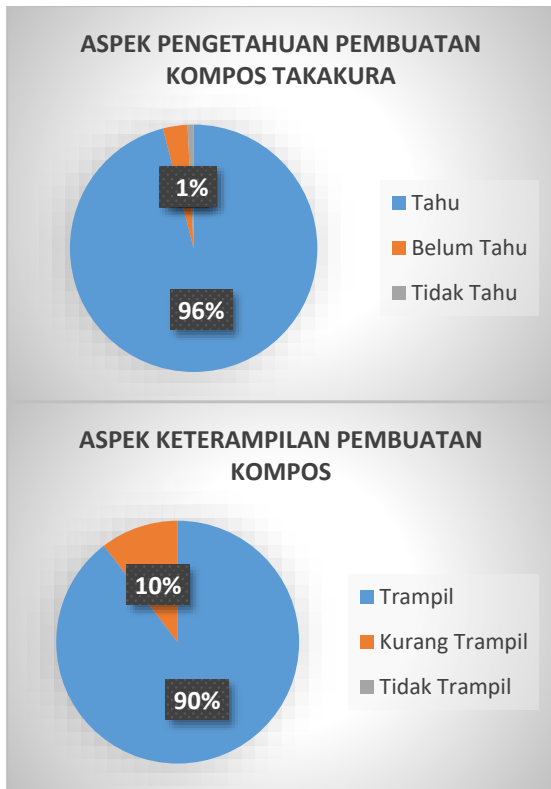 ASPEK PENGETAHUAN PEMBUATAN
KOMPOS TAKAKURA
1%
96%
Tahu
Belum Tahu
Tidak Tahu
ASPEK KETERAMPILAN PEMBUATAN
KOMPOS
10%
90%
Trampil
Kurang Trampil
Tidak Trampil